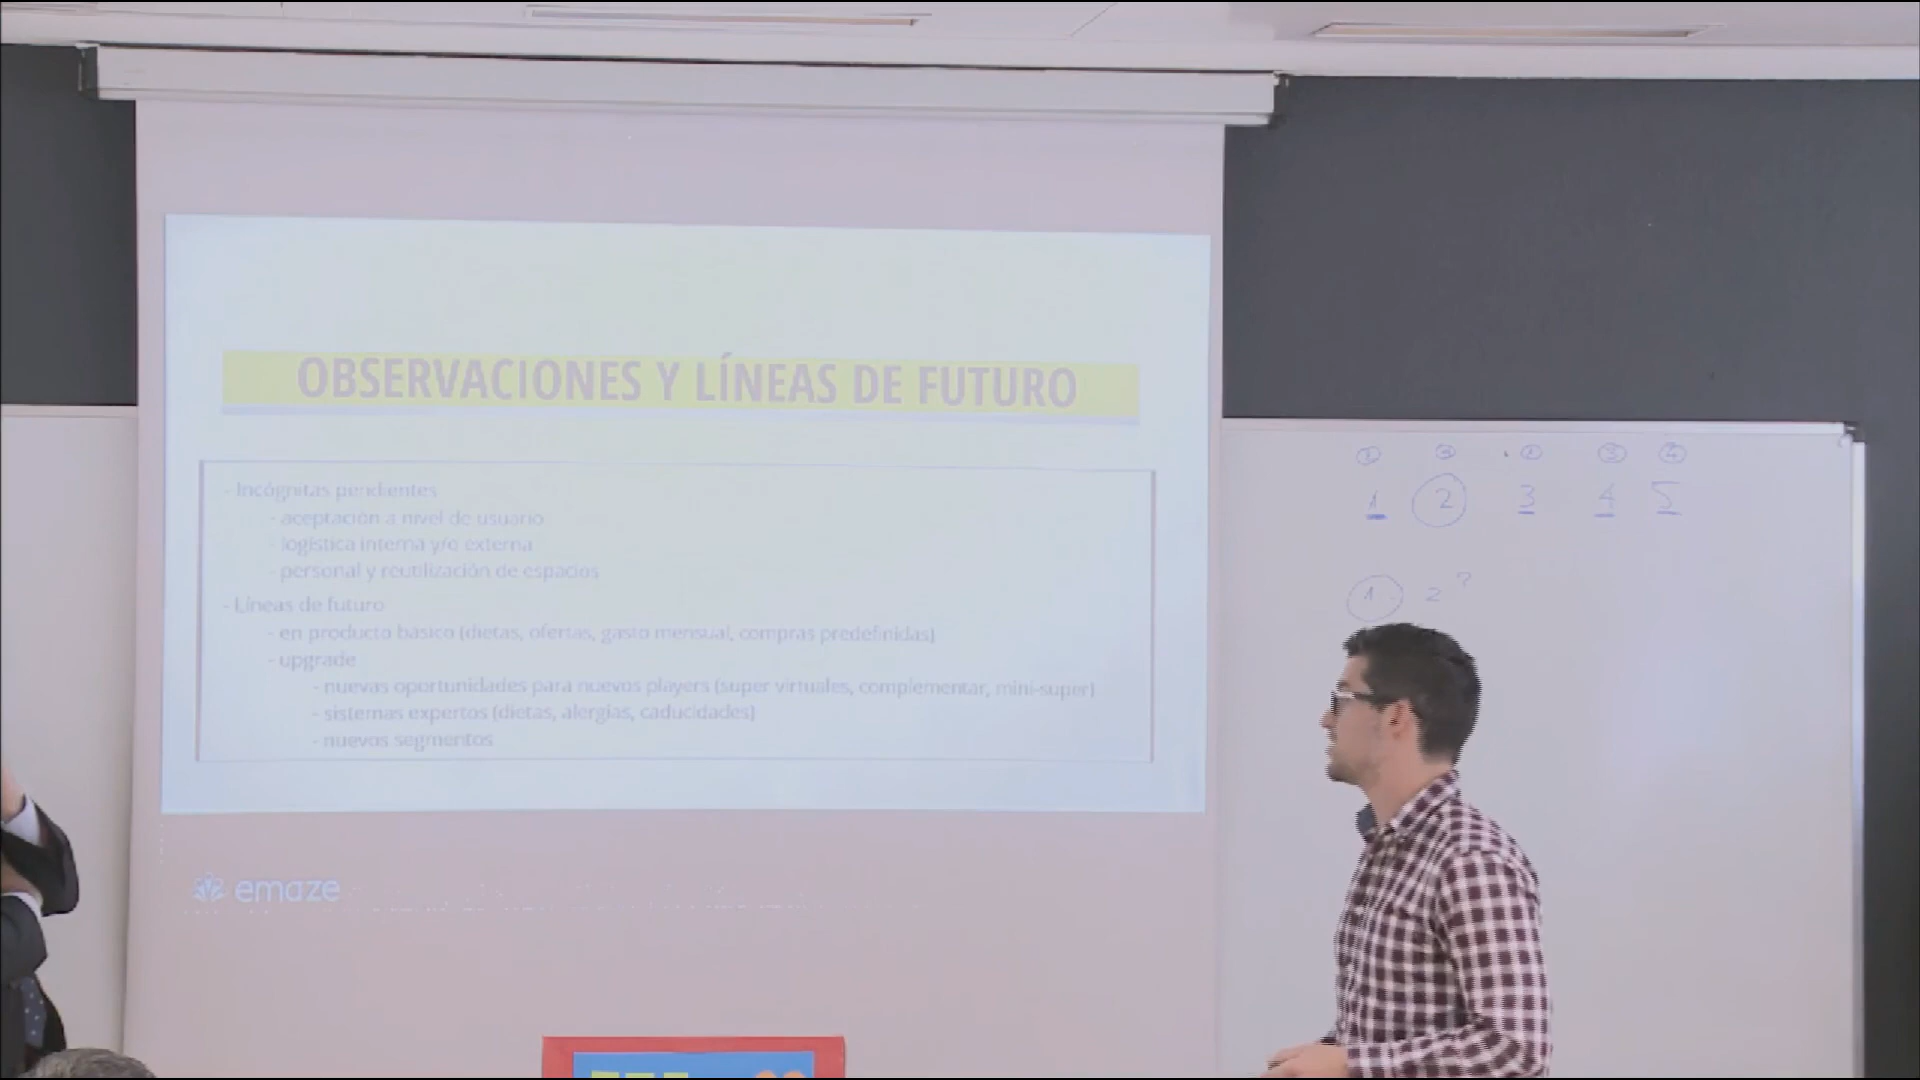 OBSERVACIONES Y LÍNEAS DE FUTURO
- Incógnitas pendientes
- aceptación a nivel de usuario
- logística interna y/o externa
- personal y reutilización de espacios
- Líneas de futuro
- en producto básico (dietas, ofertas, gasto mensual, compras predefinidas)
- upgrade
- nuevas oportunidades para nuevos players (super virtuales, complementar, mini-super)
- sistemas expertos (dietas, alergias, caducidades)
- nuevos segmentos
emaze
1 2 3 4 5
1 2 ?